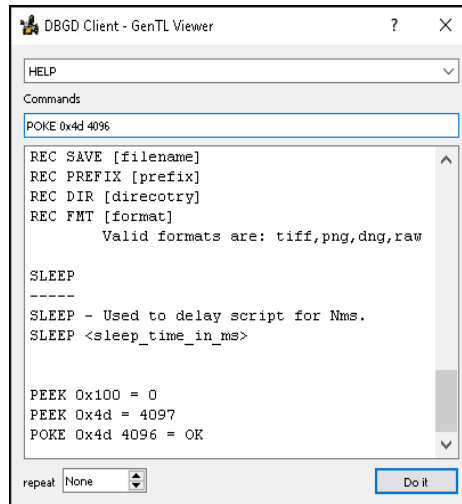 DBGD Client - GenTL Viewer ? ×
HELP
Commands
POKE 0x4d 4096
REC SAVE [filename]
REC PREFIX [prefix]
REC DIR [direcotry]
REC FMT [format]
Valid formats are: tiff,png,dng,raw
SLEEP
-----
SLEEP - Used to delay script for Nms.
SLEEP <sleep_time_in_ms>
PEEK 0x100 = 0
PEEK 0x4d = 4097
POKE 0x4d 4096 = OK
repeat None Do it